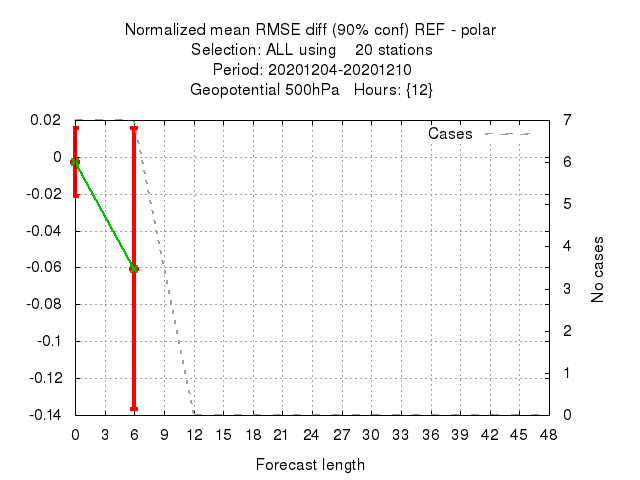 Normalized mean RMSE diff (90% conf) REF - polar
Selection: ALL using    20 stations
Period: 20201204-20201210
Geopotential 500hPa   Hours: {12}
Cases
0.02
0
-0.02
-0.04
-0.06
-0.08
-0.1
-0.12
-0.14
7
6
5
4
3
2
1
0
No cases
0 3 6 9 12 15 18 21 24 27 30 33 36 39 42 45 48
Forecast length